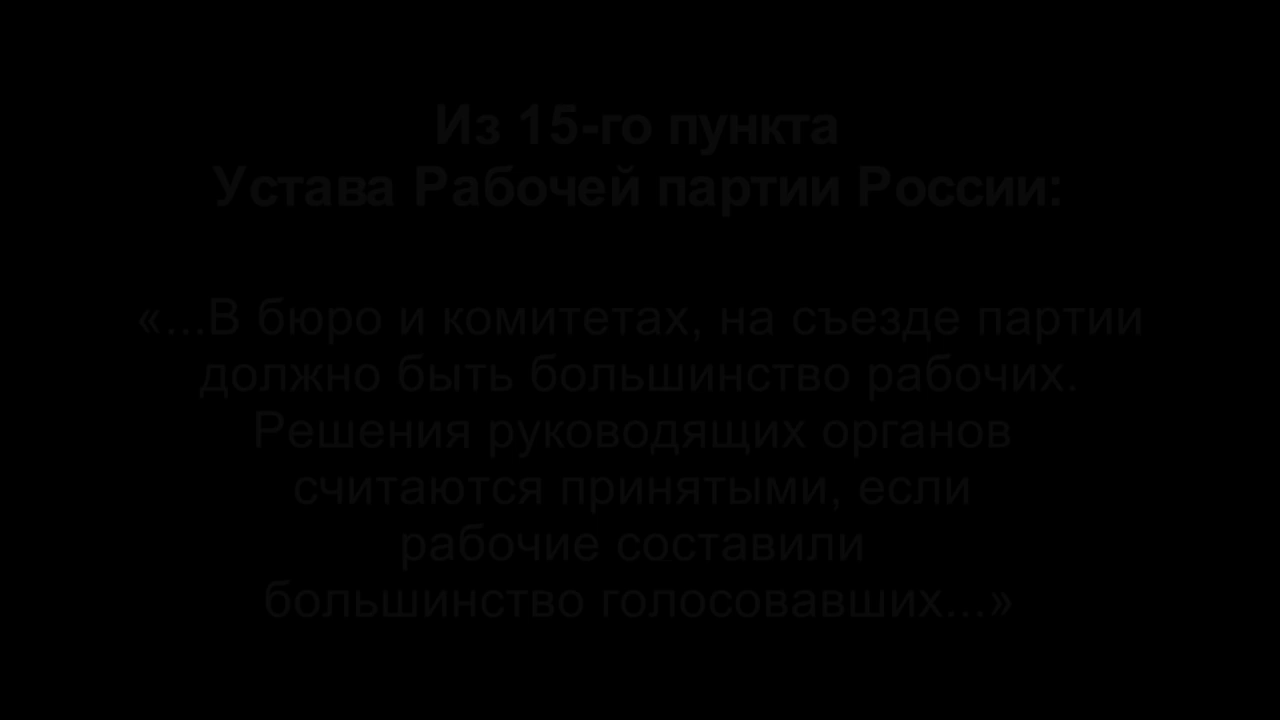 Из 15-го пункта
Устава Рабочей партии России:
«...В бюро и комитетах, на съезде партии
должно быть большинство рабочих.
Решения руководящих органов
считаются принятыми, если
рабочие составили
большинство голосовавших...»